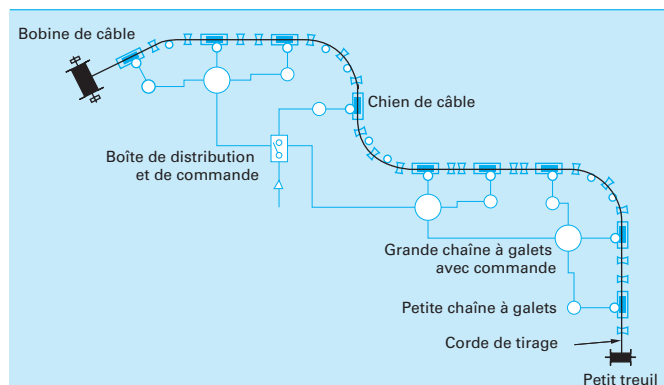 Bobine de câble
Chien de câble
Boîte de distribution
et de commande
Grande chaîne à galets
avec commande
Petite chaîne à galets
Corde de tirage
Petit treuil